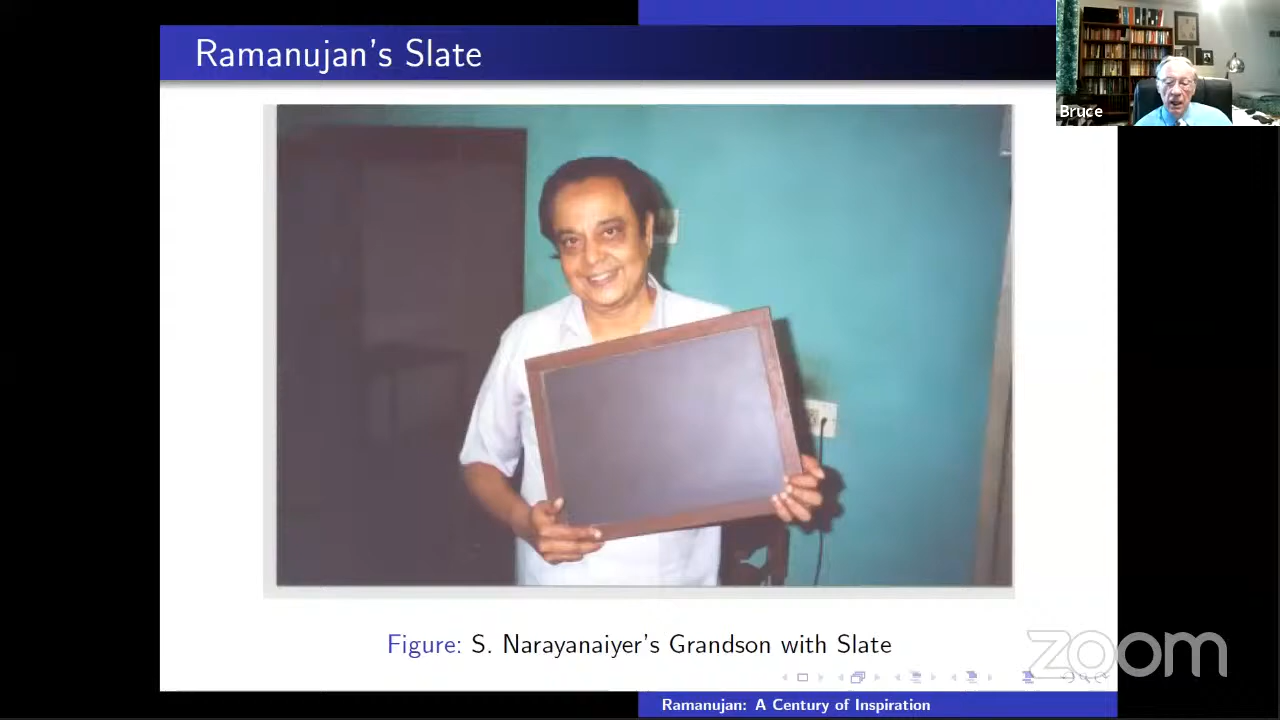 Ramanujan's Slate
Bruce
Figure: S. Narayanaiyer's Grandson with Slate
zoom
Ramanujan: A Century of Inspiration